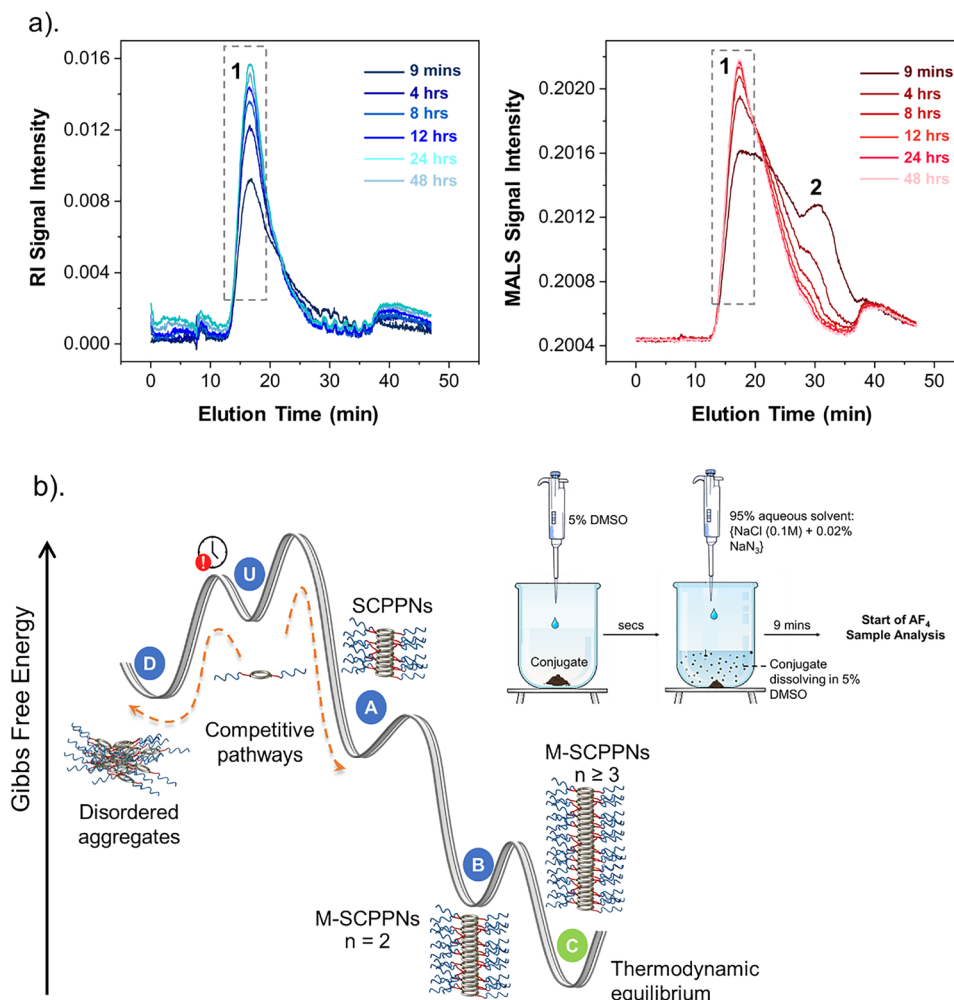 a).
RI Signal Intensity
0.016
0.012
0.008
0.004
0.000
0
10
20
30
40
50
Elution Time (min)
1
9 mins
4 hrs
8 hrs
12 hrs
24 hrs
48 hrs
MALS Signal Intensity
0.2020
0.2016
0.2012
0.2008
0.2004
0
10
20
30
40
50
Elution Time (min)
1
2
9 mins
4 hrs
8 hrs
12 hrs
24 hrs
48 hrs
b).
Gibbs Free Energy
D
!
U
A
B
C
Disordered
aggregates
Competitive
pathways
SCPPNs
M-SCPPNs
n = 2
M-SCPPNs
n ≥ 3
Thermodynamic
equilibrium
5% DMSO
Conjugate
secs
95% aqueous solvent:
{NaCl (0.1M) + 0.02%
NaN₃}
9 mins
Conjugate
dissolving in 5%
DMSO
Start of AF₄
Sample Analysis